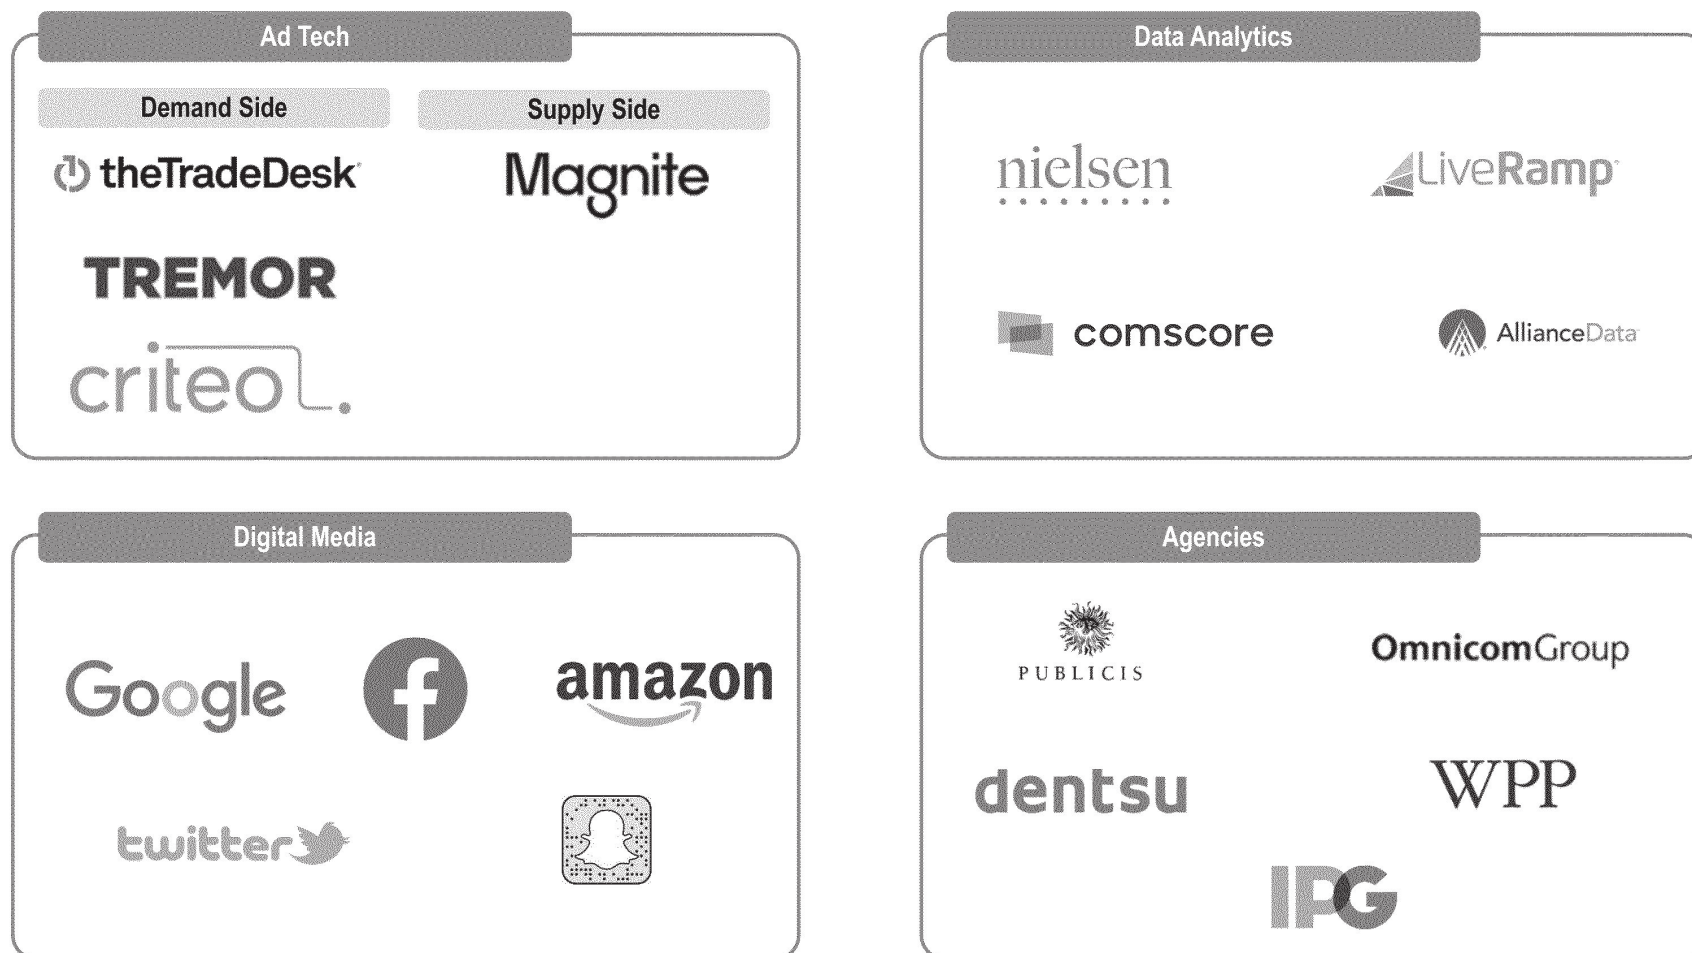 Ad Tech
Demand Side
Supply Side
theTradeDesk
Magnite
TREMOR
criteo
Data Analytics
nielsen
LiveRamp
comscore
AllianceData
Digital Media
Google
f
amazon
twitter
Agencies
PUBLICIS
OmnicomGroup
dentsu
WPP
IPG